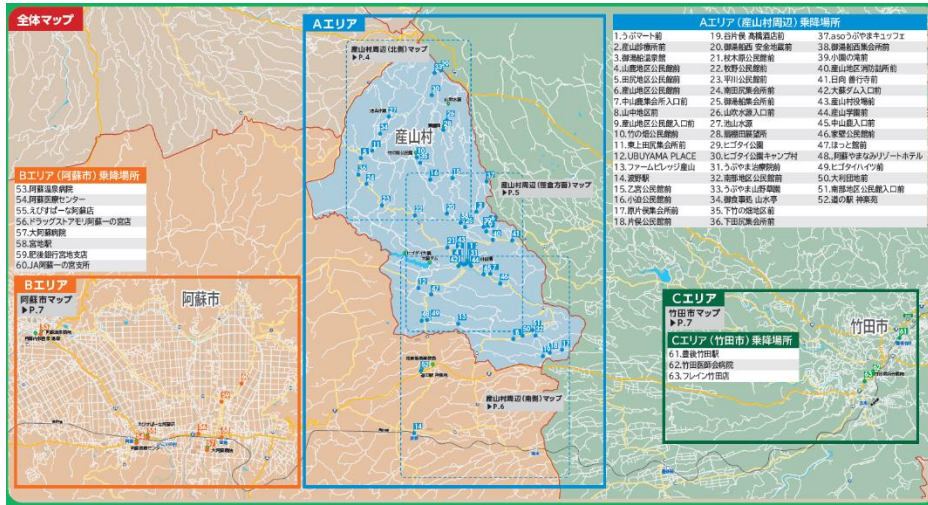 全体マップ
Aエリア
産山村周辺(北側)マップ
▶P.4
産山村
産山村周辺(笹倉方面)マップ
▶P.5
産山村周辺(南側)マップ
▶P.6
Aエリア(産山村周辺)乗降場所
1.うぶマート前
2.産山診療所前
3.御湯船温泉館
4.山鹿地区公民館前
5.田尻地区公民館前
6.産山地区公民館前
7.中山鹿集会所入口前
8.山中地区前
9.産山地区公民館入口前
10.竹の畑公民館前
11.東上田尻集会所前
12.UBUYAMA PLACE
13.ファームビレッジ産山
14.波野駅
15.乙宮公民館前
16.小迫公民館前
17.原片俣集会所前
18.片俣公民館前
19.谷片俣 高橋酒店前
20.御湯船西 安全地蔵前
21.杖木原公民館前
22.牧野公民館前
23.平川公民館前
24.南田尻集会所前
25.御湯船集会所前
26.山吹水源入口前
27.池山水源
28.扇棚田展望所
29.ヒゴタイ公園
30.ヒゴタイ公園キャンプ村
31.うぶやま治療院前
32.南部地区公民館前
33.うぶやま山野草園
34.御食事処 山水亭
35.下竹の畑地区前
36.下田尻集会所前
37.asoうぶやまキュッフェ
38.御湯船西集会所前
39.小園の滝前
40.産山地区消防詰所前
41.日向 善行寺前
42.大蘇ダム入口前
43.産山村役場前
44.産山学園前
45.中山鹿入口前
46.家壁公民館前
47.ほっと館前
48.阿蘇やまなみリゾートホテル
49.ヒゴタイハイツ前
50.大利団地前
51.南部地区公民館入口前
52.道の駅 神楽苑
Bエリア(阿蘇市)乗降場所
53.阿蘇温泉病院
54.阿蘇医療センター
55.えびすぱーな阿蘇店
56.ドラッグストアモリ阿蘇一の宮店
57.大阿蘇病院
58.宮地駅
59.肥後銀行宮地支店
60.JA阿蘇一の宮支所
Bエリア
阿蘇市マップ
▶P.7
阿蘇市
Cエリア
竹田市マップ
▶P.7
竹田市
Cエリア(竹田市)乗降場所
61.豊後竹田駅
62.竹田医師会病院
63.フレイン竹田店